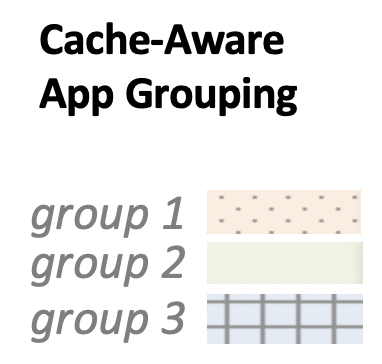 Cache-Aware
App Grouping
group 1
group 2
group 3